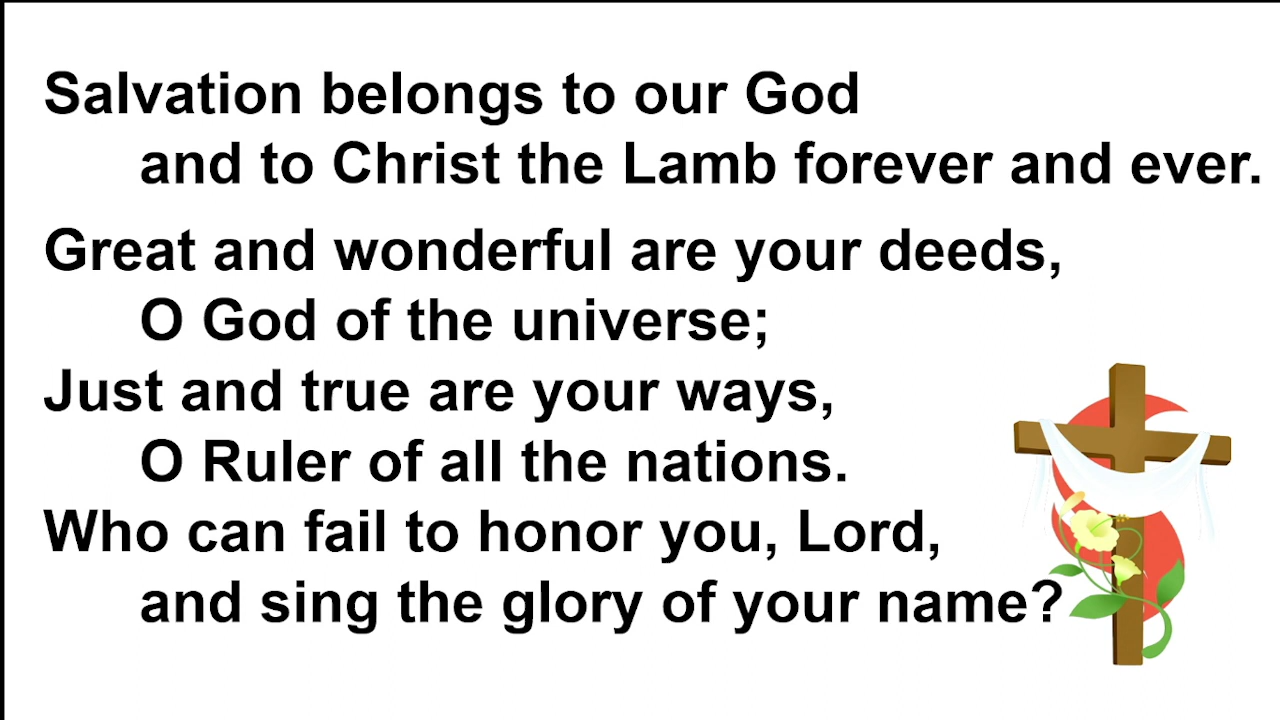 Salvation belongs to our God
and to Christ the Lamb forever and ever.
Great and wonderful are your deeds,
O God of the universe;
Just and true are your ways,
O Ruler of all the nations.
Who can fail to honor you, Lord,
and sing the glory of your name?